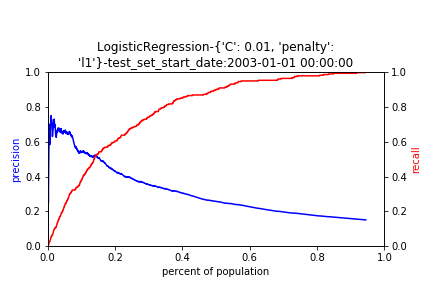 LogisticRegression-{'C': 0.01, 'penalty':
'l1'}-test_set_start_date:2003-01-01 00:00:00
1.0 1.0
0.8 0.8
0.6 0.6
precision recall
0.4 0.4
0.2 0.2
0.0 0.0
0.0 0.2 0.4 0.6 0.8 1.0
percent of population